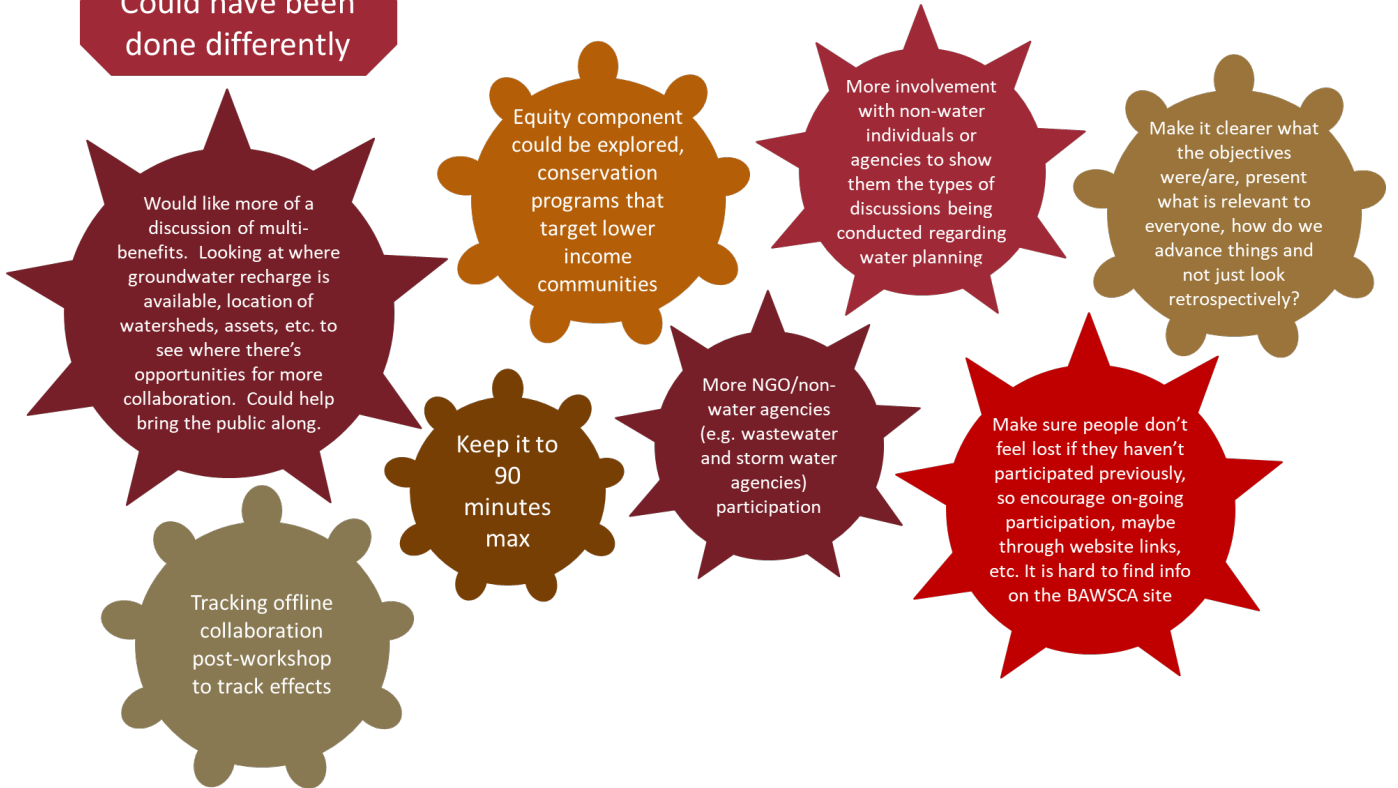 Could have been
done differently
Would like more of a
discussion of multi-
benefits.  Looking at where
groundwater recharge is
available, location of
watersheds, assets, etc. to
see where there's
opportunities for more
collaboration.  Could help
bring the public along.
Equity component
could be explored,
conservation
programs that
target lower
income
communities
More involvement
with non-water
individuals or
agencies to show
them the types of
discussions being
conducted regarding
water planning
Make it clearer what
the objectives
were/are, present
what is relevant to
everyone, how do we
advance things and
not just look
retrospectively?
Keep it to
90
minutes
max
More NGO/non-
water agencies
(e.g. wastewater
and storm water
agencies)
participation
Make sure people don't
feel lost if they haven't
participated previously,
so encourage on-going
participation, maybe
through website links,
etc. It is hard to find info
on the BAWSCA site
Tracking offline
collaboration
post-workshop
to track effects